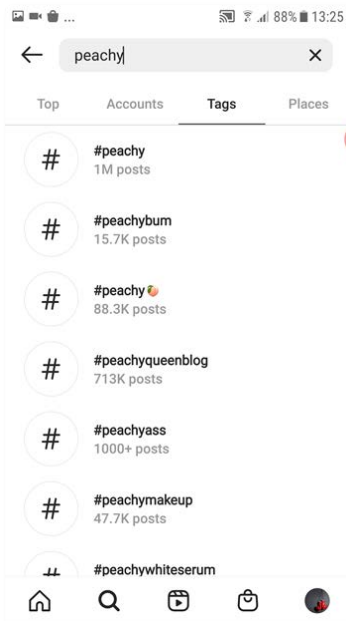 ... 88% 13:25
peachy
Top Accounts Tags Places
#peachy
1M posts
#peachybum
15.7K posts
#peachy🍑
88.3K posts
#peachyqueenblog
713K posts
#peachyass
1000+ posts
#peachymakeup
47.7K posts
#peachywhiteserum